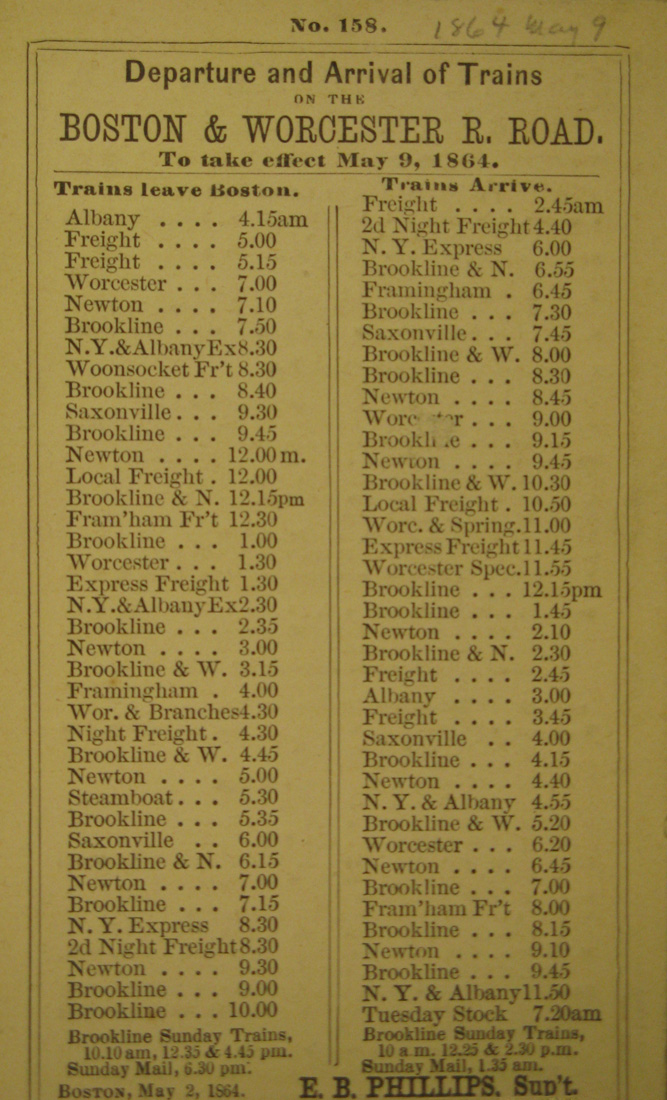 No. 158.
1864 May 9
Departure and Arrival of Trains
ON THE
BOSTON & WORCESTER R. ROAD.
To take effect May 9, 1864.
Trains leave Boston.
Albany . . . . 4.15am
Freight . . . . 5.00
Freight . . . . 5.15
Worcester . . . 7.00
Newton . . . . 7.10
Brookline . . . 7.50
N.Y.&AlbanyEx8.30
Woonsocket Fr't 8.30
Brookline . . . 8.40
Saxonville . . . 9.30
Brookline . . . 9.45
Newton . . . . 12.00 m.
Local Freight . 12.00
Brookline & N. 12.15pm
Fram'ham Fr't 12.30
Brookline . . . 1.00
Worcester . . . 1.30
Express Freight 1.30
N.Y.&AlbanyEx2.30
Brookline . . . 2.35
Newton . . . . 3.00
Brookline & W. 3.15
Framingham . 4.00
Wor. & Branches4.30
Night Freight . 4.30
Brookline & W. 4.45
Newton . . . . 5.00
Steamboat . . . 5.30
Brookline . . . 5.35
Saxonville . . 6.00
Brookline & N. 6.15
Newton . . . . 7.00
Brookline . . . 7.15
N. Y. Express 8.30
2d Night Freight 8.30
Newton . . . . 9.30
Brookline . . . 9.00
Brookline . . . 10.00
Brookline Sunday Trains,
10.10 am, 12.35 & 4.45 pm.
Sunday Mail, 6.30 pm.
BOSTON, May 2, 1864.
Trains Arrive.
Freight . . . . 2.45am
2d Night Freight 4.40
N. Y. Express 6.00
Brookline & N. 6.55
Framingham . 6.45
Brookline . . . 7.30
Saxonville . . . 7.45
Brookline & W. 8.00
Brookline . . . 8.30
Newton . . . . 8.45
Wor r . . . 9.00
Brookli e . . . 9.15
Newton . . . . 9.45
Brookline & W. 10.30
Local Freight . 10.50
Worc. & Spring.11.00
Express Freight 11.45
Worcester Spec.11.55
Brookline . . . 12.15pm
Brookline . . . 1.45
Newton . . . . 2.10
Brookline & N. 2.30
Freight . . . . 2.45
Albany . . . . 3.00
Freight . . . . 3.45
Saxonville . . 4.00
Brookline . . . 4.15
Newton . . . . 4.40
N. Y. & Albany 4.55
Brookline & W. 5.20
Worcester . . . 6.20
Newton . . . . 6.45
Brookline . . . 7.00
Fram'ham Fr't 8.00
Brookline . . . 8.15
Newton . . . . 9.10
Brookline . . . 9.45
N. Y. & Albany11.50
Tuesday Stock 7.20am
Brookline Sunday Trains,
10 a m. 12.25 & 2.30 p.m.
Sunday Mail, 1.35 am.
E. B. PHILLIPS, Sup't.